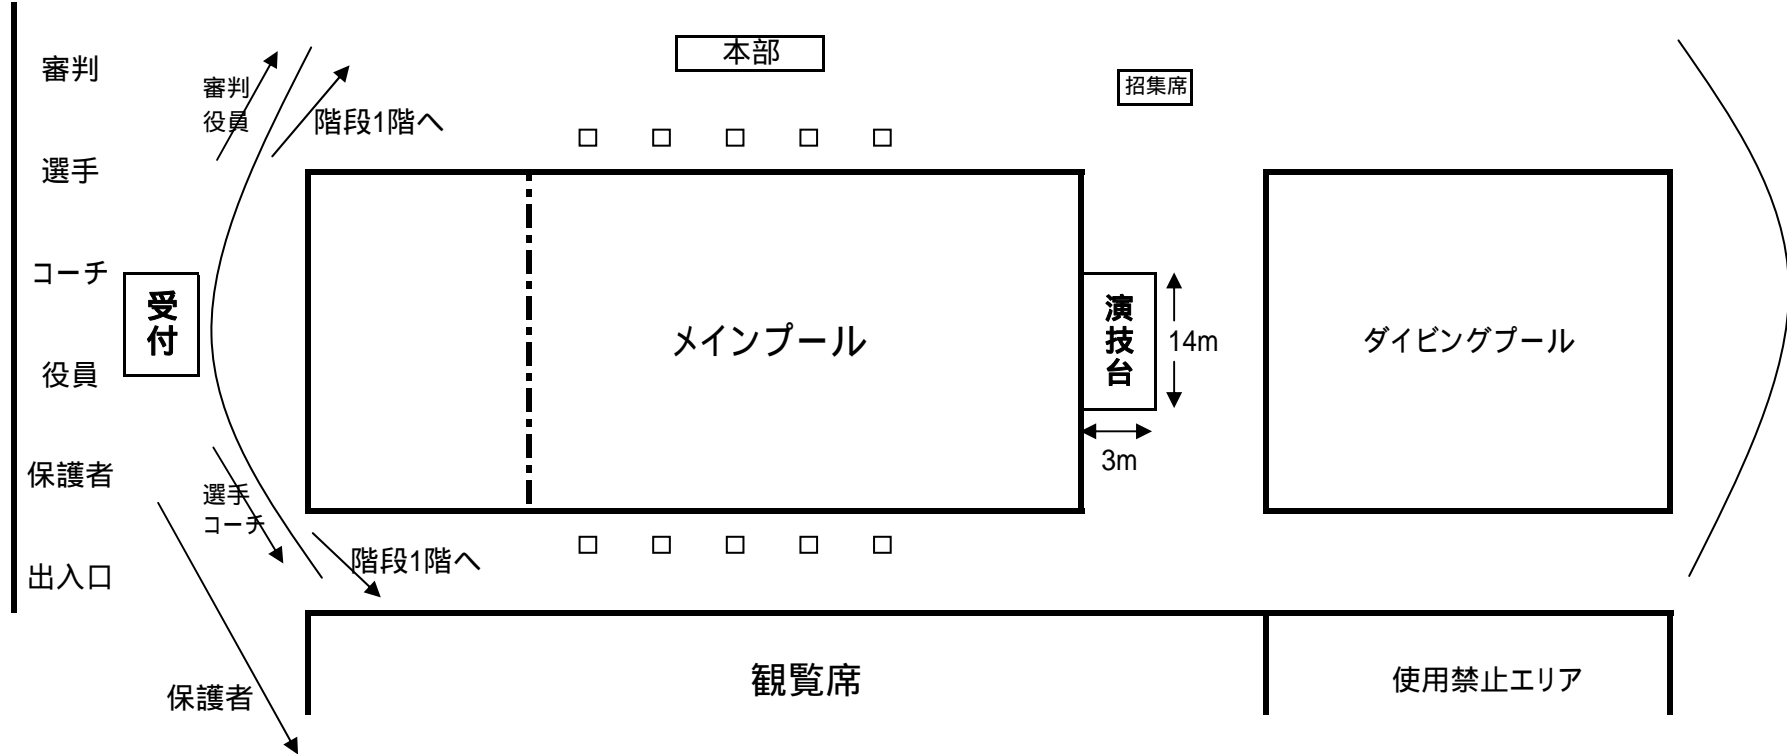 審判
選手
コーチ
役員
保護者
出入口
受付
審判
役員
階段1階へ
本部
招集席
メインプール
演技台
14m
3m
ダイビングプール
選手
コーチ
階段1階へ
保護者
観覧席
使用禁止エリア